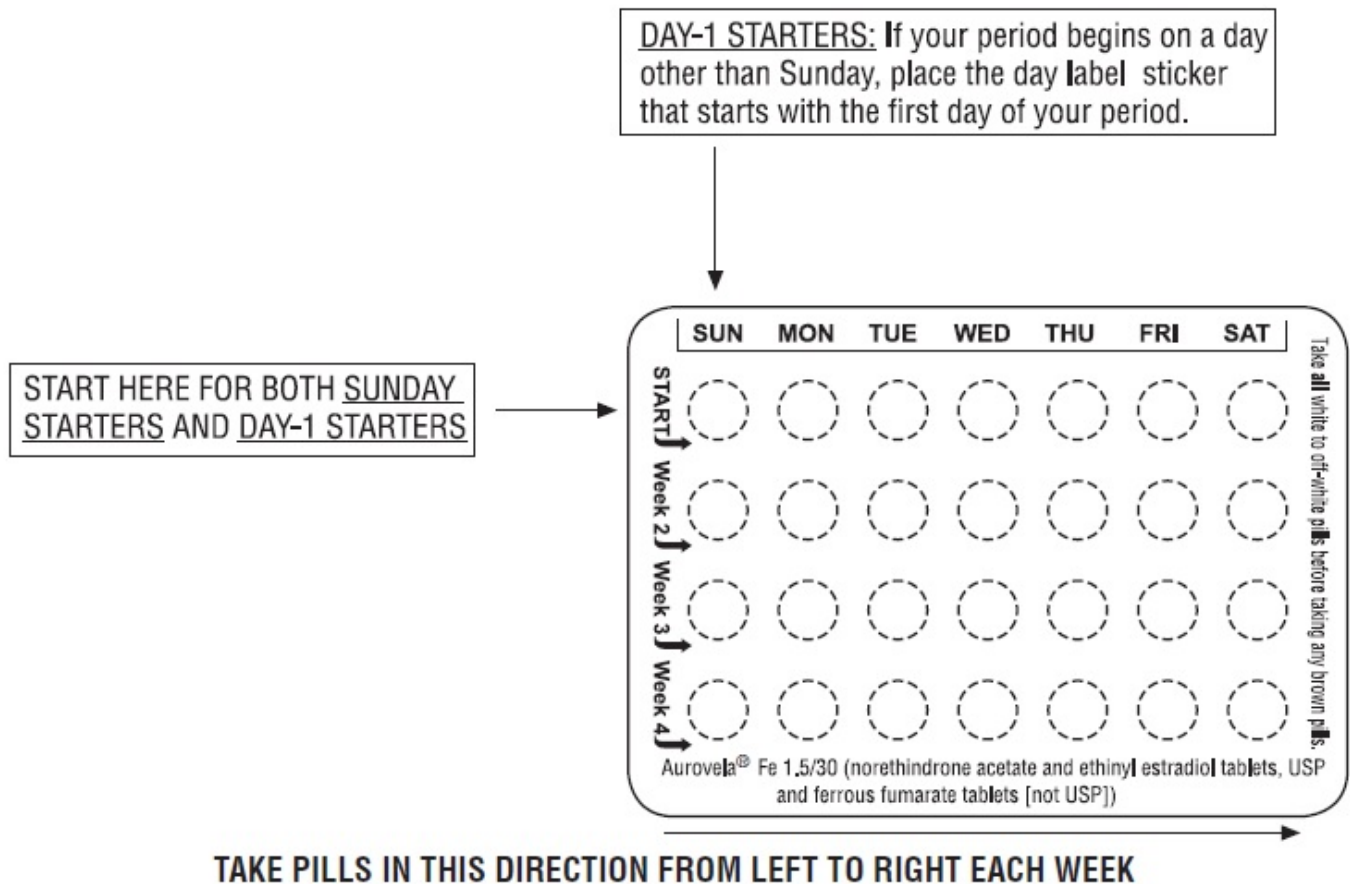 DAY-1 STARTERS: If your period begins on a day
other than Sunday, place the day label sticker
that starts with the first day of your period.
START HERE FOR BOTH SUNDAY
STARTERS AND DAY-1 STARTERS
SUN MON TUE WED THU FRI SAT
START
Week 2
Week 3
Week 4
Take all white to off-white pills before taking any brown pills.
Aurovela® Fe 1.5/30 (norethindrone acetate and ethinyl estradiol tablets, USP
and ferrous fumarate tablets [not USP])
TAKE PILLS IN THIS DIRECTION FROM LEFT TO RIGHT EACH WEEK